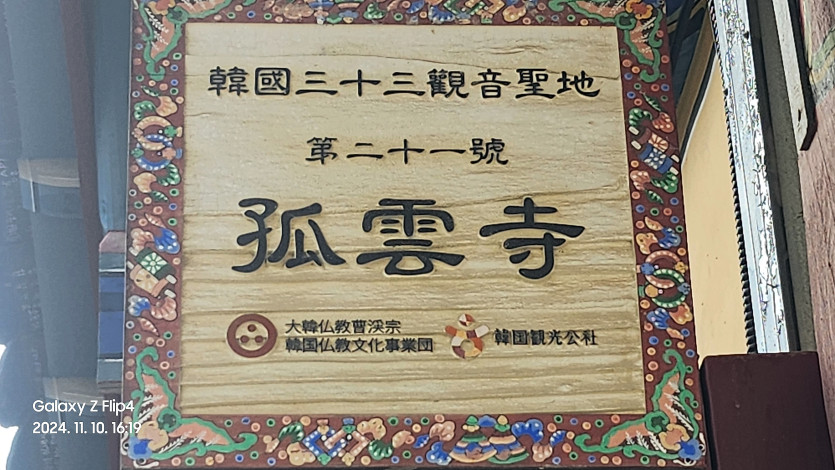 韓國三十三觀音聖地
第二十一號
孤雲寺
大韓仏教曹渓宗
韓国仏教文化事業団
韓国観光公社
Galaxy Z Flip4
2024. 11. 10. 16:19